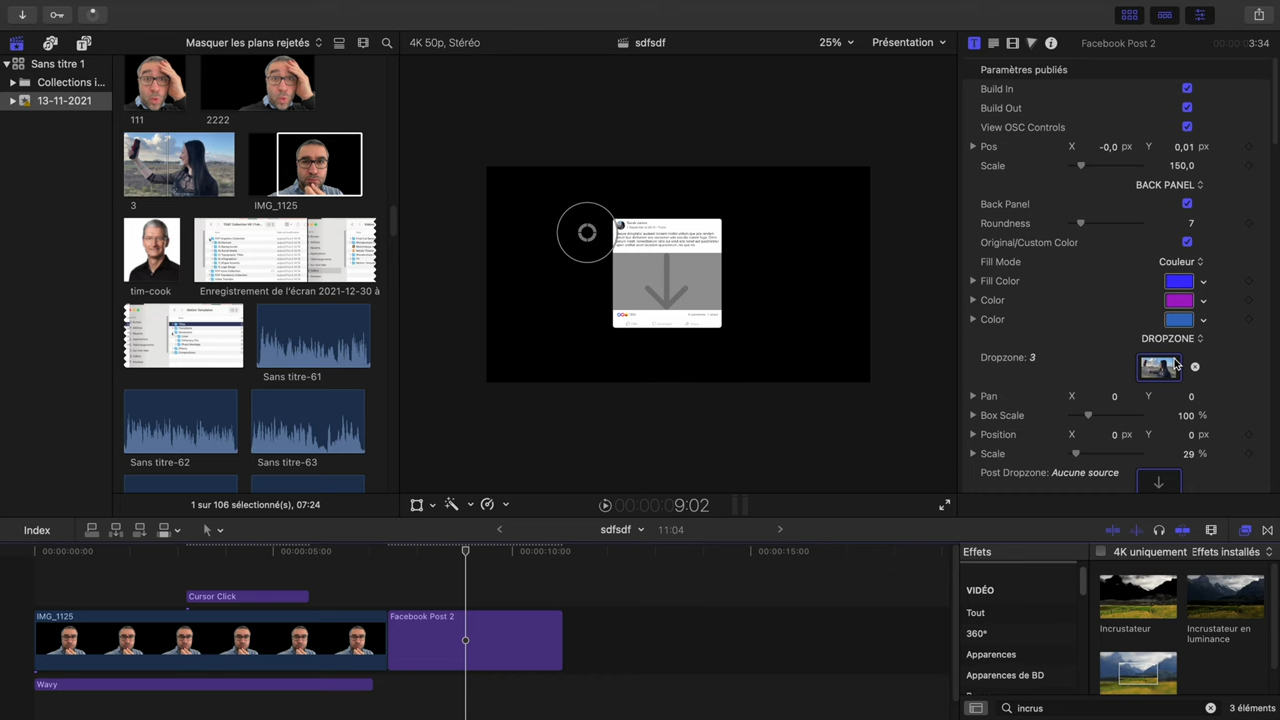 Masquer les plans rejetés
4K 50p, Stéréo
sdfsdf
25%
Présentation
Facebook Post 2
3:34
Sans titre 1
Collections i...
13-11-2021
111
2222
3
IMG_1125
tim-cook
Enregistrement de l'écran 2021-12-30 à
Sans titre-61
Sans titre-62
Sans titre-63
1 sur 106 sélectionné(s), 07:24
9:02
Paramètres publiés
Build In
Build Out
View OSC Controls
Pos X -0,0 px Y 0,01 px
Scale 150,0
BACK PANEL
Back Panel
Roundness
Original/Custom Color
Fill Mode Couleur
Fill Color
Color
Color
DROPZONE
Dropzone: 3
Pan X 0 Y 0
Box Scale 100 %
Position X 0 px Y 0 px
Scale 29 %
Post Dropzone: Aucune source
Index
sdfsdf
11:04
00:00:00:00
00:00:05:00
00:00:10:00
00:00:15:00
Cursor Click
IMG_1125
Facebook Post 2
Wavy
Effets
4K uniquement
Effets installés
VIDÉO
Tout
360°
Apparences
Apparences de BD
Incrustateur
Incrustateur en
luminance
incrus
3 éléments